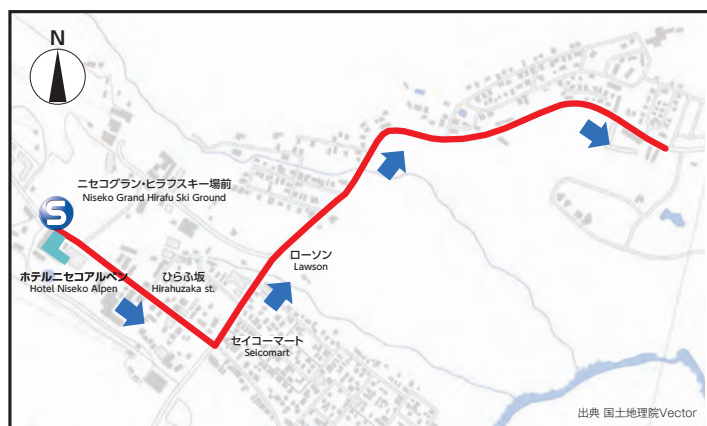 N
ニセコグラン・ヒラフスキー場前
Niseko Grand Hirafu Ski Ground
S
ホテルニセコアルペン
Hotel Niseko Alpen
ひらふ坂
Hirahuzaka st.
ローソン
Lawson
セイコーマート
Seicomart
出典 国土地理院Vector